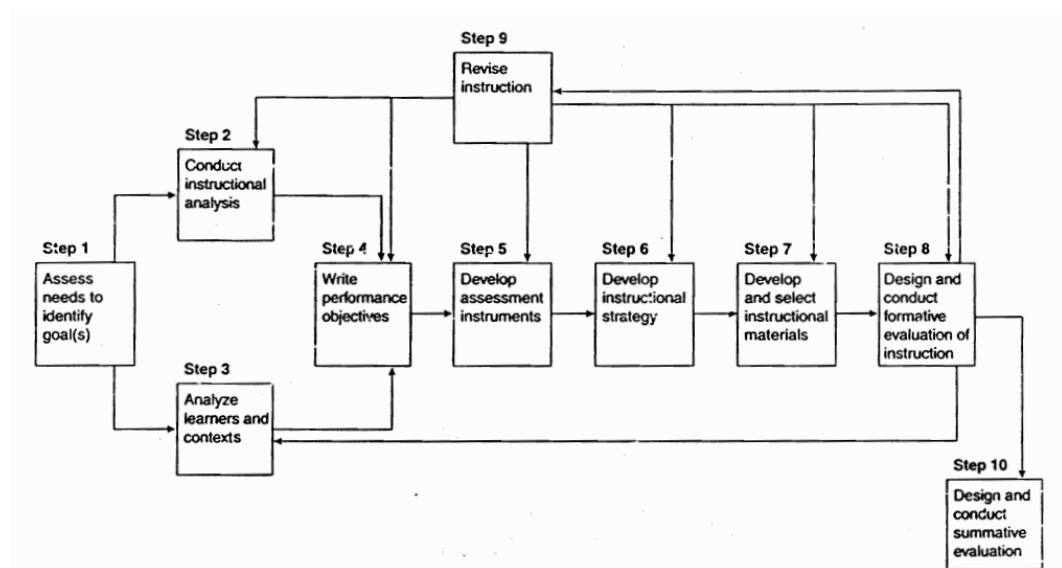 Step 9
Revise
instruction
Step 2
Conduct
instructional
analysis
Step 1
Assess
needs to
identify
goal(s)
Step 3
Analyze
learners and
contexts
Step 4
Write
performance
objectives
Step 5
Develop
assessment
instruments
Step 6
Develop
instructional
strategy
Step 7
Develop
and select
instructional
materials
Step 8
Design and
conduct
formative
evaluation of
instruction
Step 10
Design and
conduct
summative
evaluation